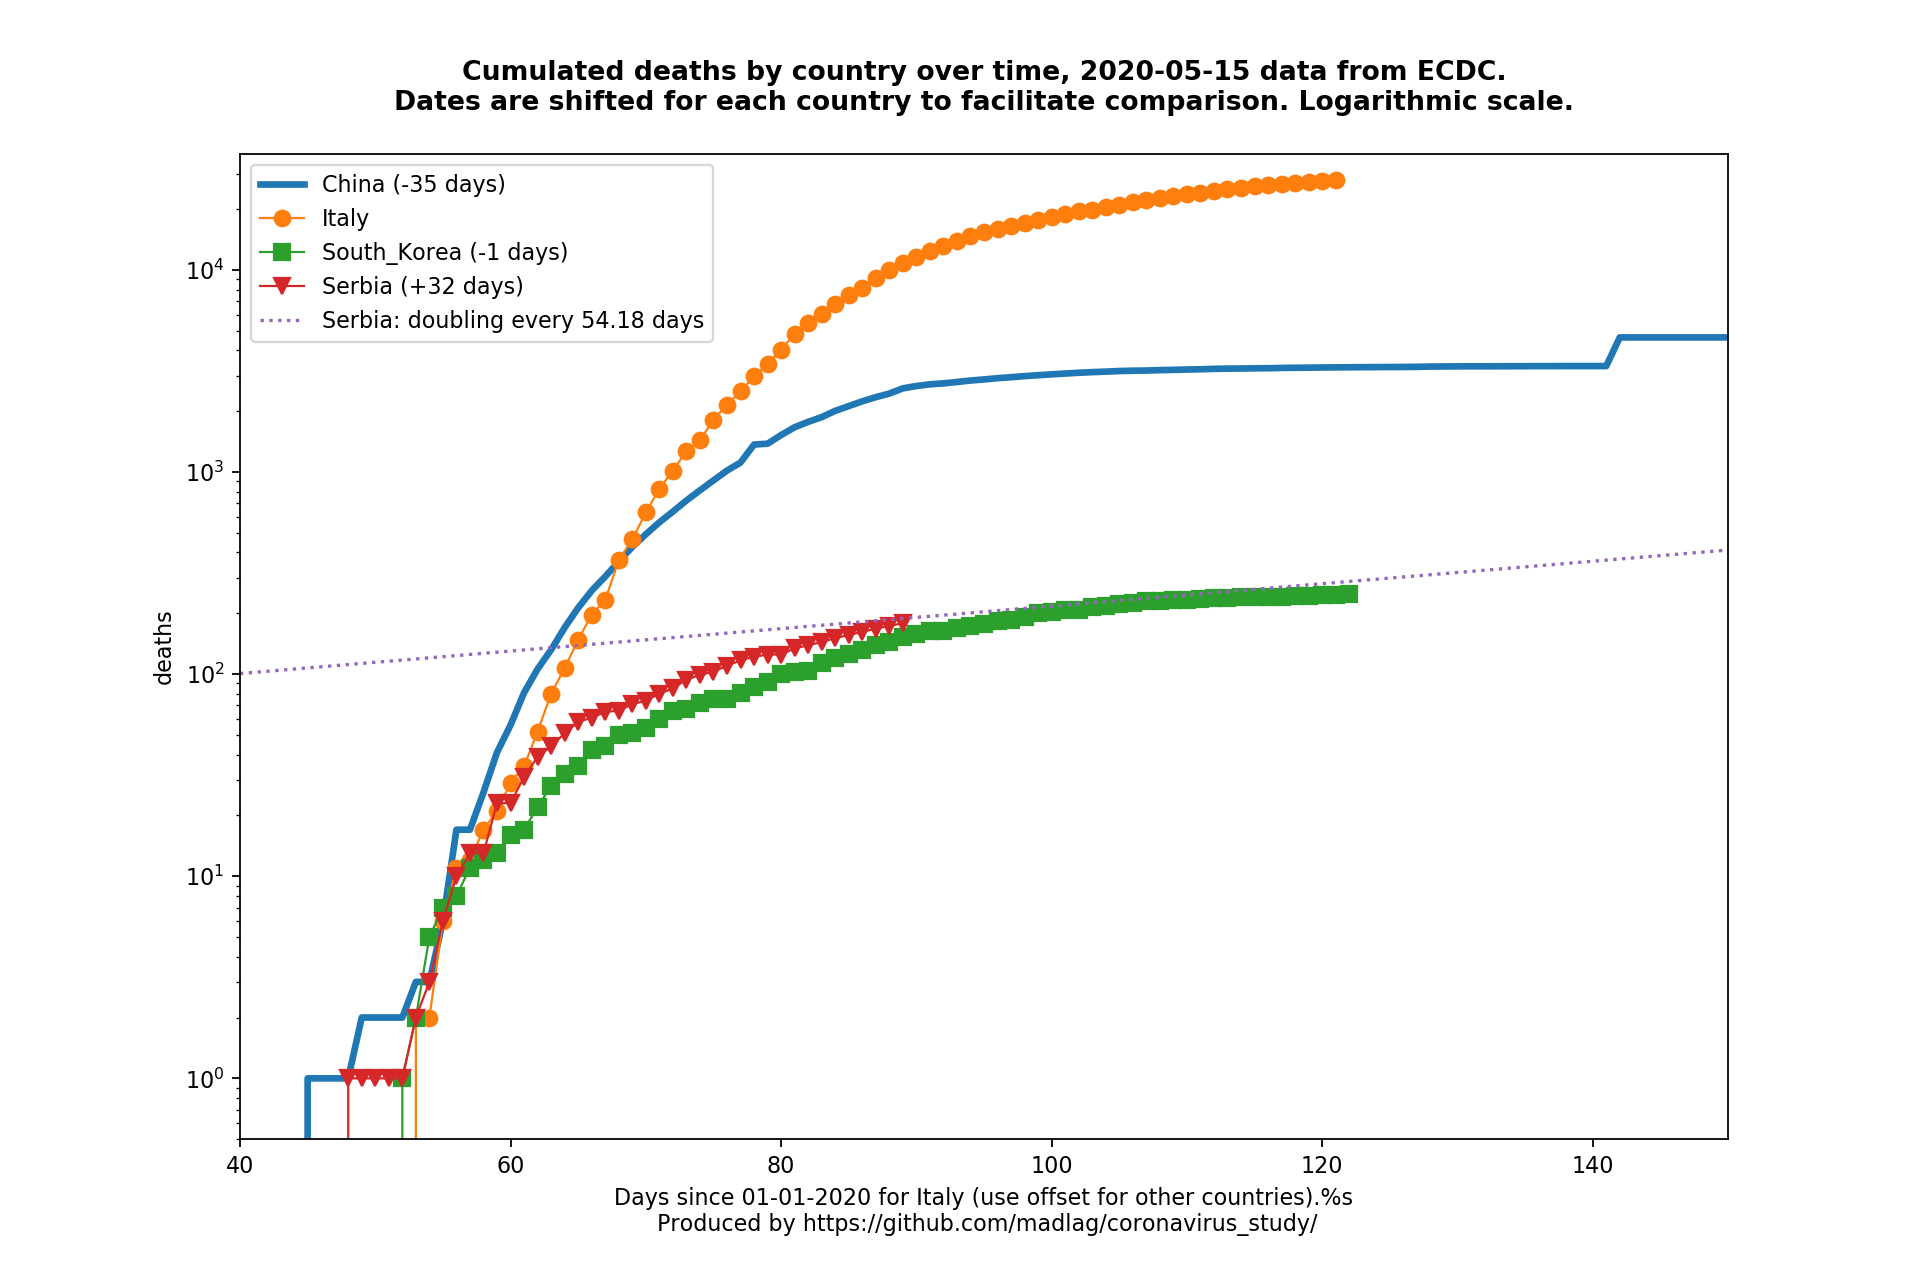 Cumulated deaths by country over time, 2020-05-15 data from ECDC.
Dates are shifted for each country to facilitate comparison. Logarithmic scale.
China (-35 days)
Italy
South_Korea (-1 days)
Serbia (+32 days)
Serbia: doubling every 54.18 days
deaths
10⁴
10³
10²
10¹
10⁰
40 60 80 100 120 140
Days since 01-01-2020 for Italy (use offset for other countries).%s
Produced by https://github.com/madlag/coronavirus_study/